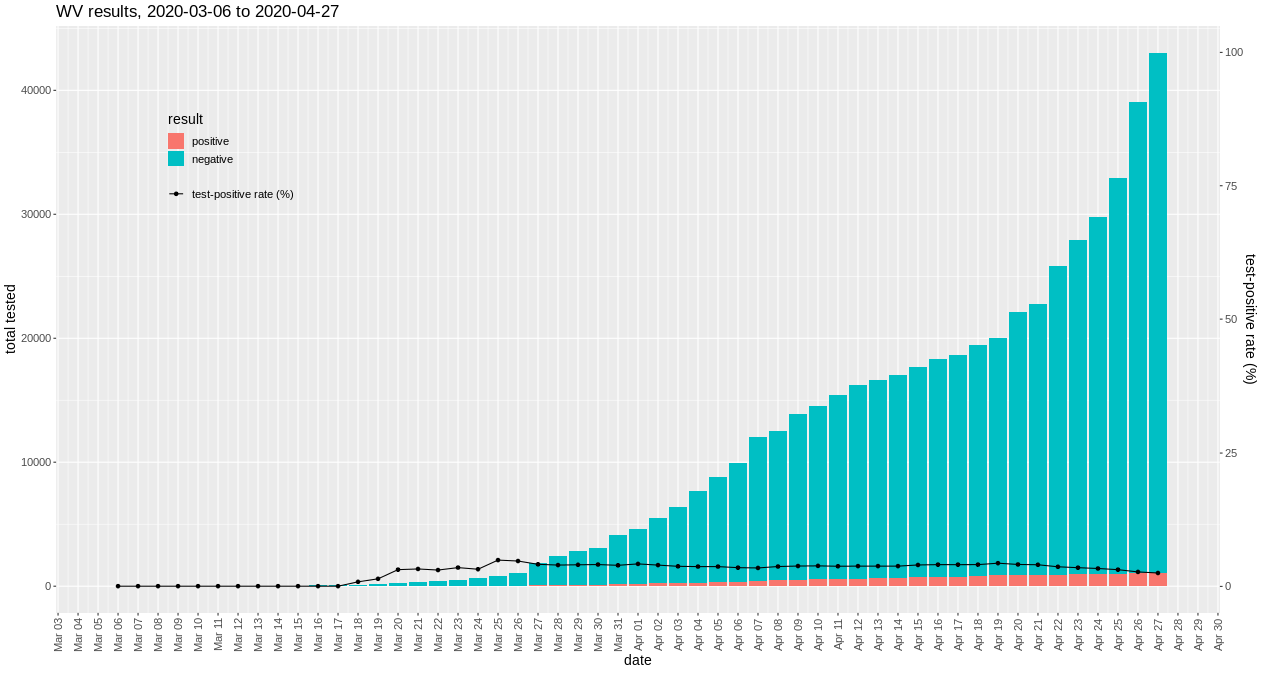 WV results, 2020-03-06 to 2020-04-27
total tested
40000
30000
20000
10000
0
result
positive
negative
test-positive rate (%)
100
75
50
25
0
test-positive rate (%)
Mar 03
Mar 04
Mar 05
Mar 06
Mar 07
Mar 08
Mar 09
Mar 10
Mar 11
Mar 12
Mar 13
Mar 14
Mar 15
Mar 16
Mar 17
Mar 18
Mar 19
Mar 20
Mar 21
Mar 22
Mar 23
Mar 24
Mar 25
Mar 26
Mar 27
Mar 28
Mar 29
Mar 30
Mar 31
Apr 01
Apr 02
Apr 03
Apr 04
Apr 05
Apr 06
Apr 07
Apr 08
Apr 09
Apr 10
Apr 11
Apr 12
Apr 13
Apr 14
Apr 15
Apr 16
Apr 17
Apr 18
Apr 19
Apr 20
Apr 21
Apr 22
Apr 23
Apr 24
Apr 25
Apr 26
Apr 27
Apr 28
Apr 29
Apr 30
date